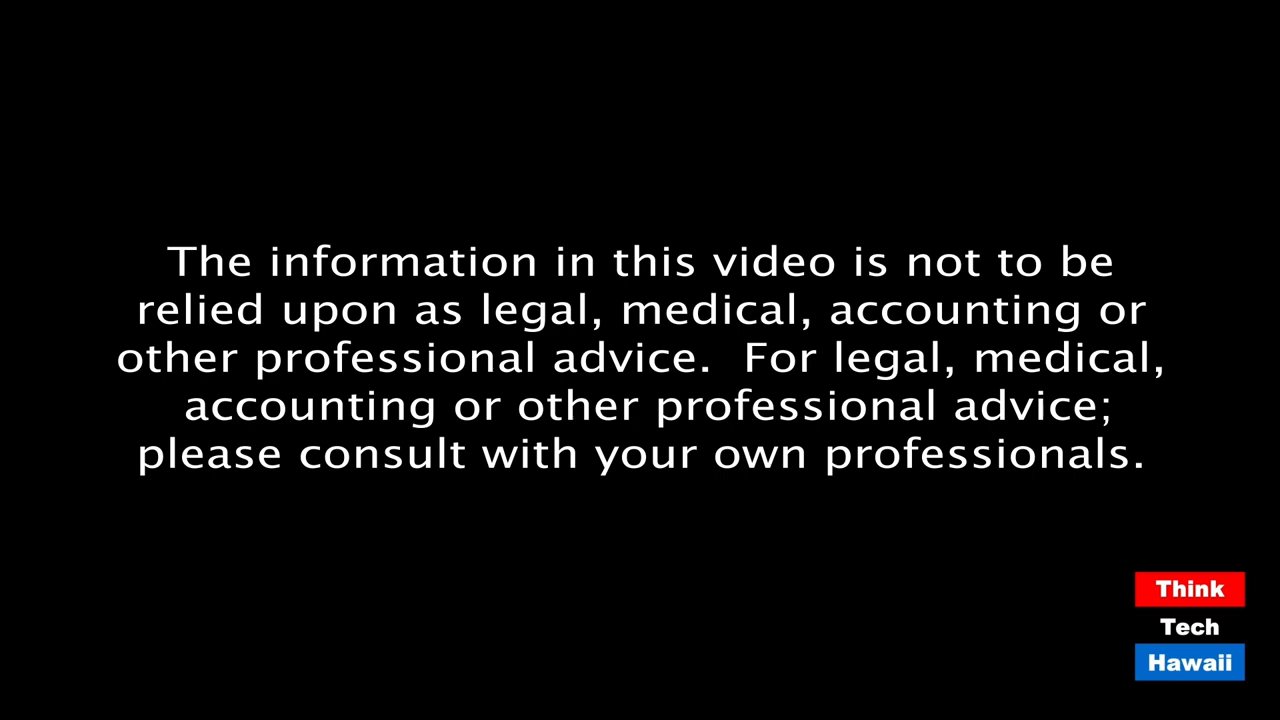 The information in this video is not to be
relied upon as legal, medical, accounting or
other professional advice.  For legal, medical,
accounting or other professional advice;
please consult with your own professionals.
Think
Tech
Hawaii